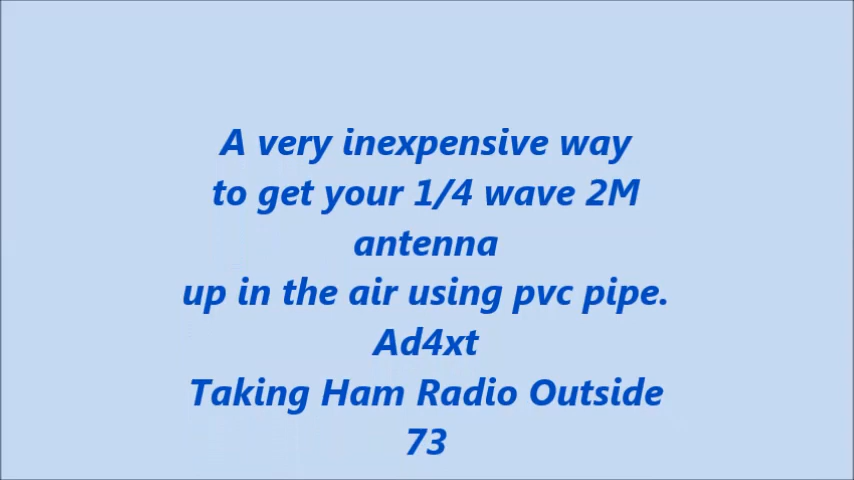 A very inexpensive way
to get your 1/4 wave 2M
antenna
up in the air using pvc pipe.
Ad4xt
Taking Ham Radio Outside
73